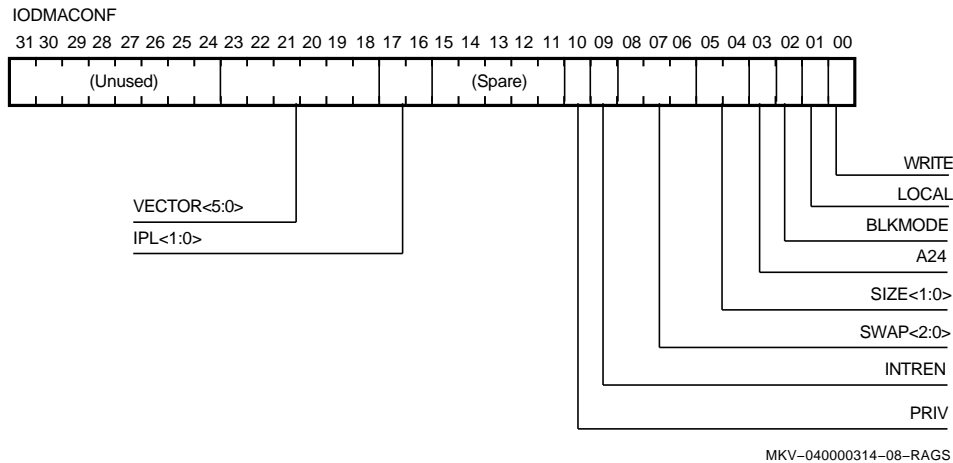 IODMACONF
31 30 29 28 27 26 25 24 23 22 21 20 19 18 17 16 15 14 13 12 11 10 09 08 07 06 05 04 03 02 01 00
(Unused) (Spare)
WRITE
LOCAL
VECTOR<5:0>
BLKMODE
IPL<1:0>
A24
SIZE<1:0>
SWAP<2:0>
INTREN
PRIV
MKV–040000314–08–RAGS